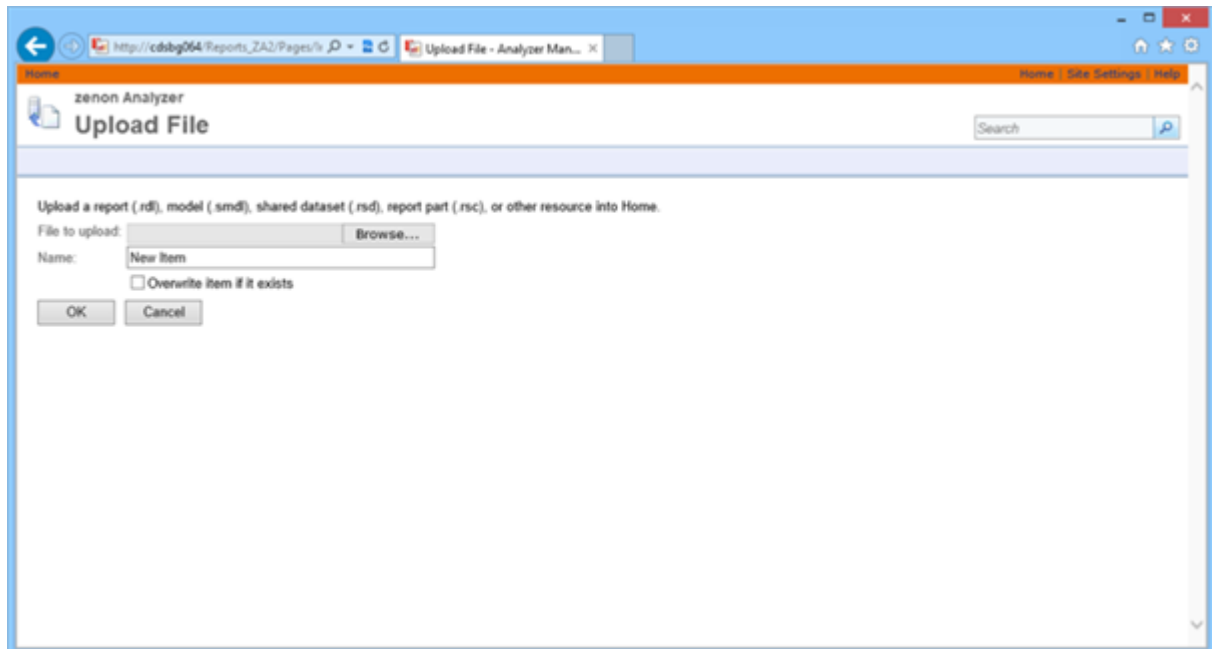 http://cdsbg064/Reports_ZA2/Pages/
Upload File - Analyzer Man...
Home
Home | Site Settings | Help
zenon Analyzer
Upload File
Search
Upload a report (.rdl), model (.smdl), shared dataset (.rsd), report part (.rsc), or other resource into Home.
File to upload:
Browse...
Name:
New Item
Overwrite item if it exists
OK
Cancel